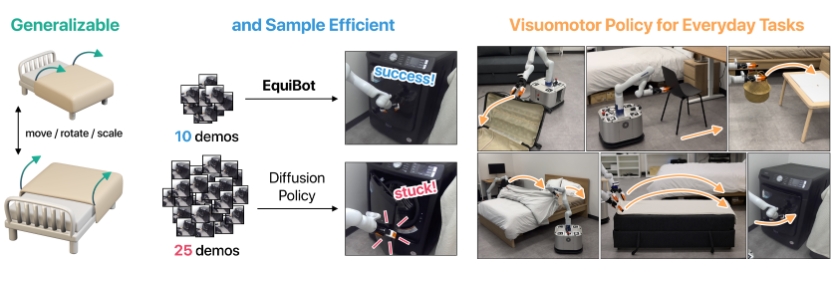 Generalizable
and Sample Efficient
Visuomotor Policy for Everyday Tasks
move / rotate / scale
10 demos
EquiBot
success!
25 demos
Diffusion
Policy
stuck!